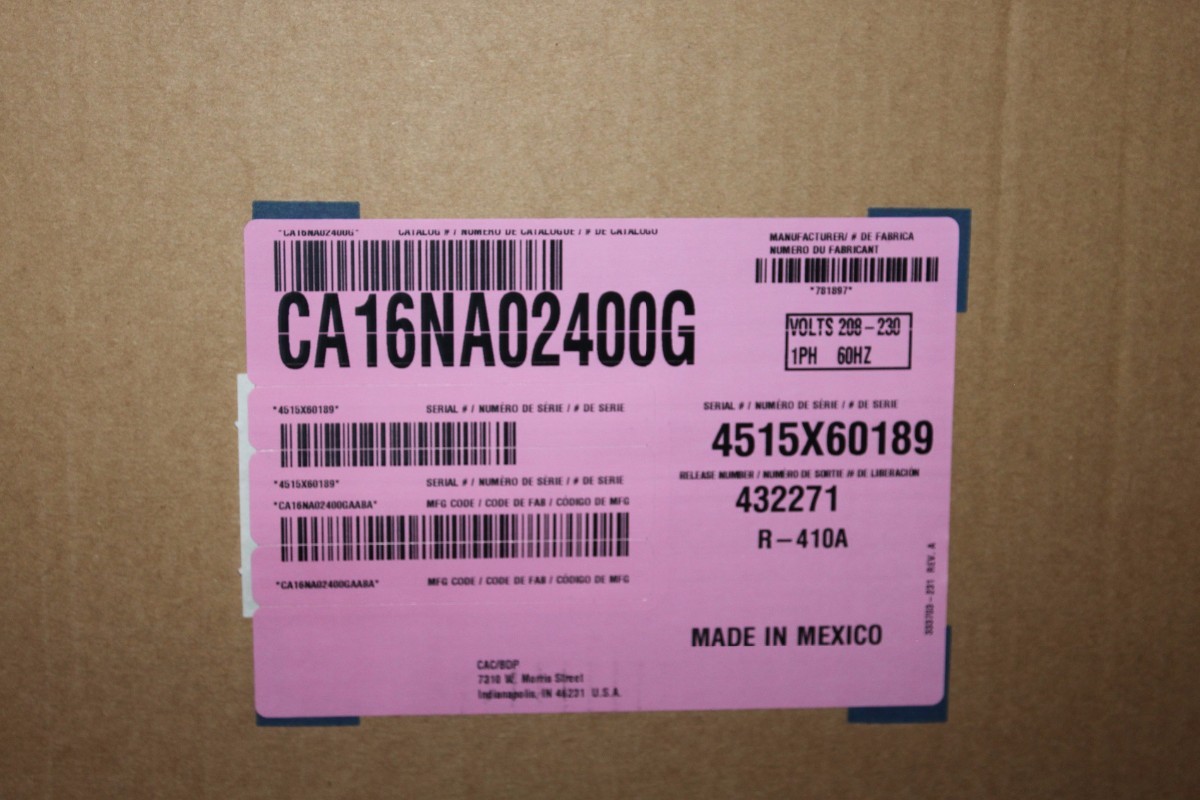 *CA16NA02400G* CATALOG # / NUMÉRO DE CATALOGUE / # DE CATALOGO
CA16NA02400G
MANUFACTURER/ # DE FABRICA
NUMERO DU FABRICANT
*781897*
VOLTS 208-230
1PH 60HZ
*4515X60189* SERIAL # / NUMÉRO DE SÉRIE / # DE SERIE
*4515X60189* SERIAL # / NUMÉRO DE SÉRIE / # DE SERIE
*CA16NA02400GAABA* MFG CODE / CODE DE FAB / CÓDIGO DE MFG
*CA16NA02400GAABA* MFG CODE / CODE DE FAB / CÓDIGO DE MFG
SERIAL # / NUMÉRO DE SÉRIE / # DE SERIE
4515X60189
RELEASE NUMBER / NUMÉRO DE SORTIE /# DE LIBERACIÓN
432271
R-410A
333703-231 REV. A
MADE IN MEXICO
CAC/BDP
7310 W. Morris Street
Indianapolis, IN 46231 U.S.A.